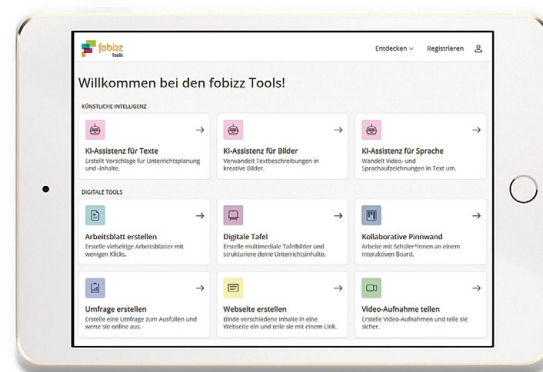 fobizz
tools
Entdecken
Registrieren
Willkommen bei den fobizz Tools!
KÜNSTLICHE INTELLIGENZ
KI-Assistenz für Texte
Erstellt Vorschläge für Unterrichtsplanung
und -inhalte.
KI-Assistenz für Bilder
Verwandelt Textbeschreibungen in
kreative Bilder.
KI-Assistenz für Sprache
Wandelt Video- und
Sprachaufzeichnungen in Text um.
DIGITALE TOOLS
Arbeitsblatt erstellen
Erstelle vielseitige Arbeitsblätter mit
wenigen Klicks.
Digitale Tafel
Erstelle multimediale Tafelbilder und
strukturiere deine Unterrichtsinhalte.
Kollaborative Pinnwand
Arbeite mit Schüler*innen an einem
interaktiven Board.
Umfrage erstellen
Erstelle eine Umfrage zum Ausfüllen und
werte sie online aus.
Webseite erstellen
Binde verschiedene Inhalte in eine
Webseite ein und teile sie mit einem Link.
Video-Aufnahme teilen
Erstelle Video-Aufnahmen und teile sie
sicher.